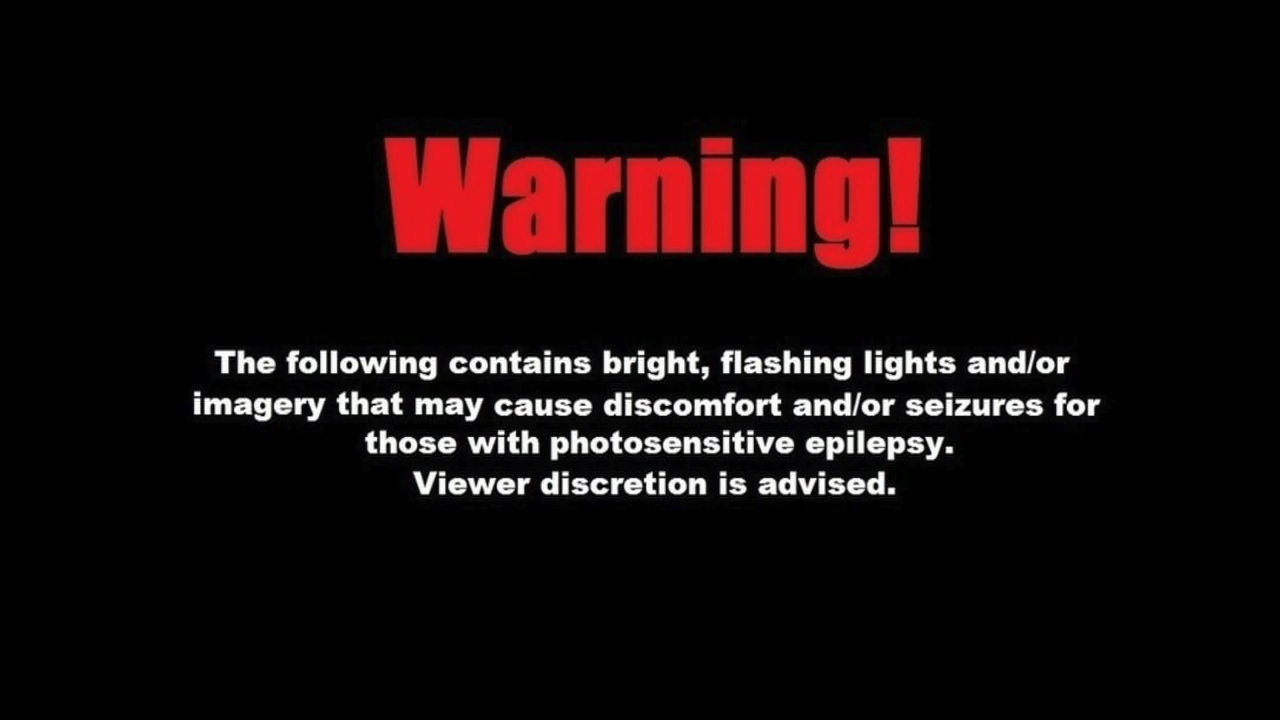 Warning!
The following contains bright, flashing lights and/or
imagery that may cause discomfort and/or seizures for
those with photosensitive epilepsy.
Viewer discretion is advised.